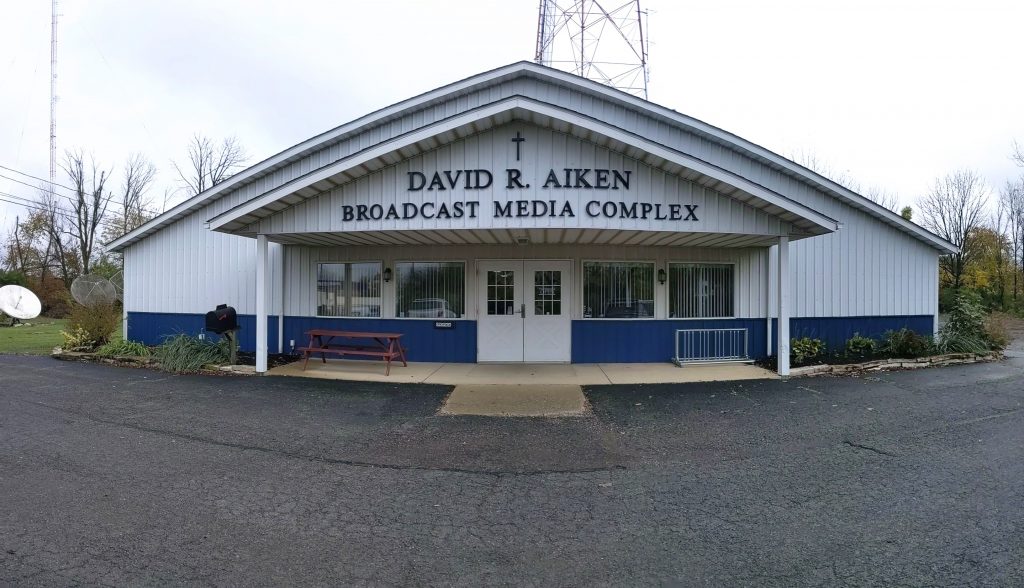 DAVID R. AIKEN
BROADCAST MEDIA COMPLEX